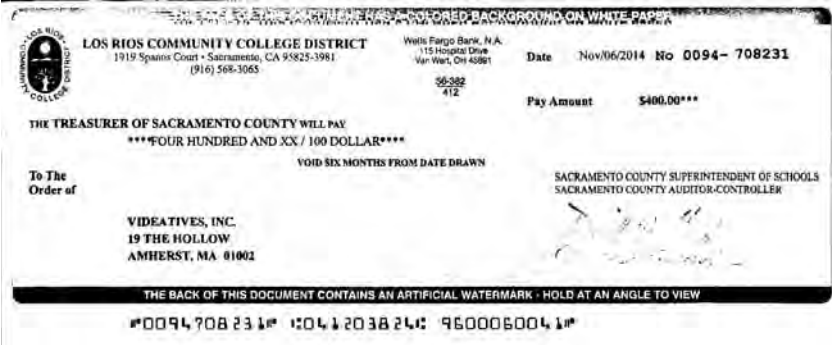 THE FACE OF THIS DOCUMENT HAS A COLORED BACKGROUND ON WHITE PAPER
LOS RIOS
COMMUNITY COLLEGE DISTRICT
LOS RIOS COMMUNITY COLLEGE DISTRICT
1919 Spanos Court • Sacramento, CA 95825-3981
(916) 568-3065
Wells Fargo Bank, N.A.
115 Hospital Drive
Van Wert, OH 45891
56-382
412
Date Nov/06/2014 No 0094- 708231
Pay Amount $400.00***
THE TREASURER OF SACRAMENTO COUNTY WILL PAY
****FOUR HUNDRED AND XX / 100 DOLLAR****
VOID SIX MONTHS FROM DATE DRAWN
To The
Order of
SACRAMENTO COUNTY SUPERINTENDENT OF SCHOOLS
SACRAMENTO COUNTY AUDITOR-CONTROLLER
VIDEATIVES, INC.
19 THE HOLLOW
AMHERST, MA 01002
THE BACK OF THIS DOCUMENT CONTAINS AN ARTIFICIAL WATERMARK - HOLD AT AN ANGLE TO VIEW
⑈0094708231⑈ ⑆041203824⑆ 9600060041⑈